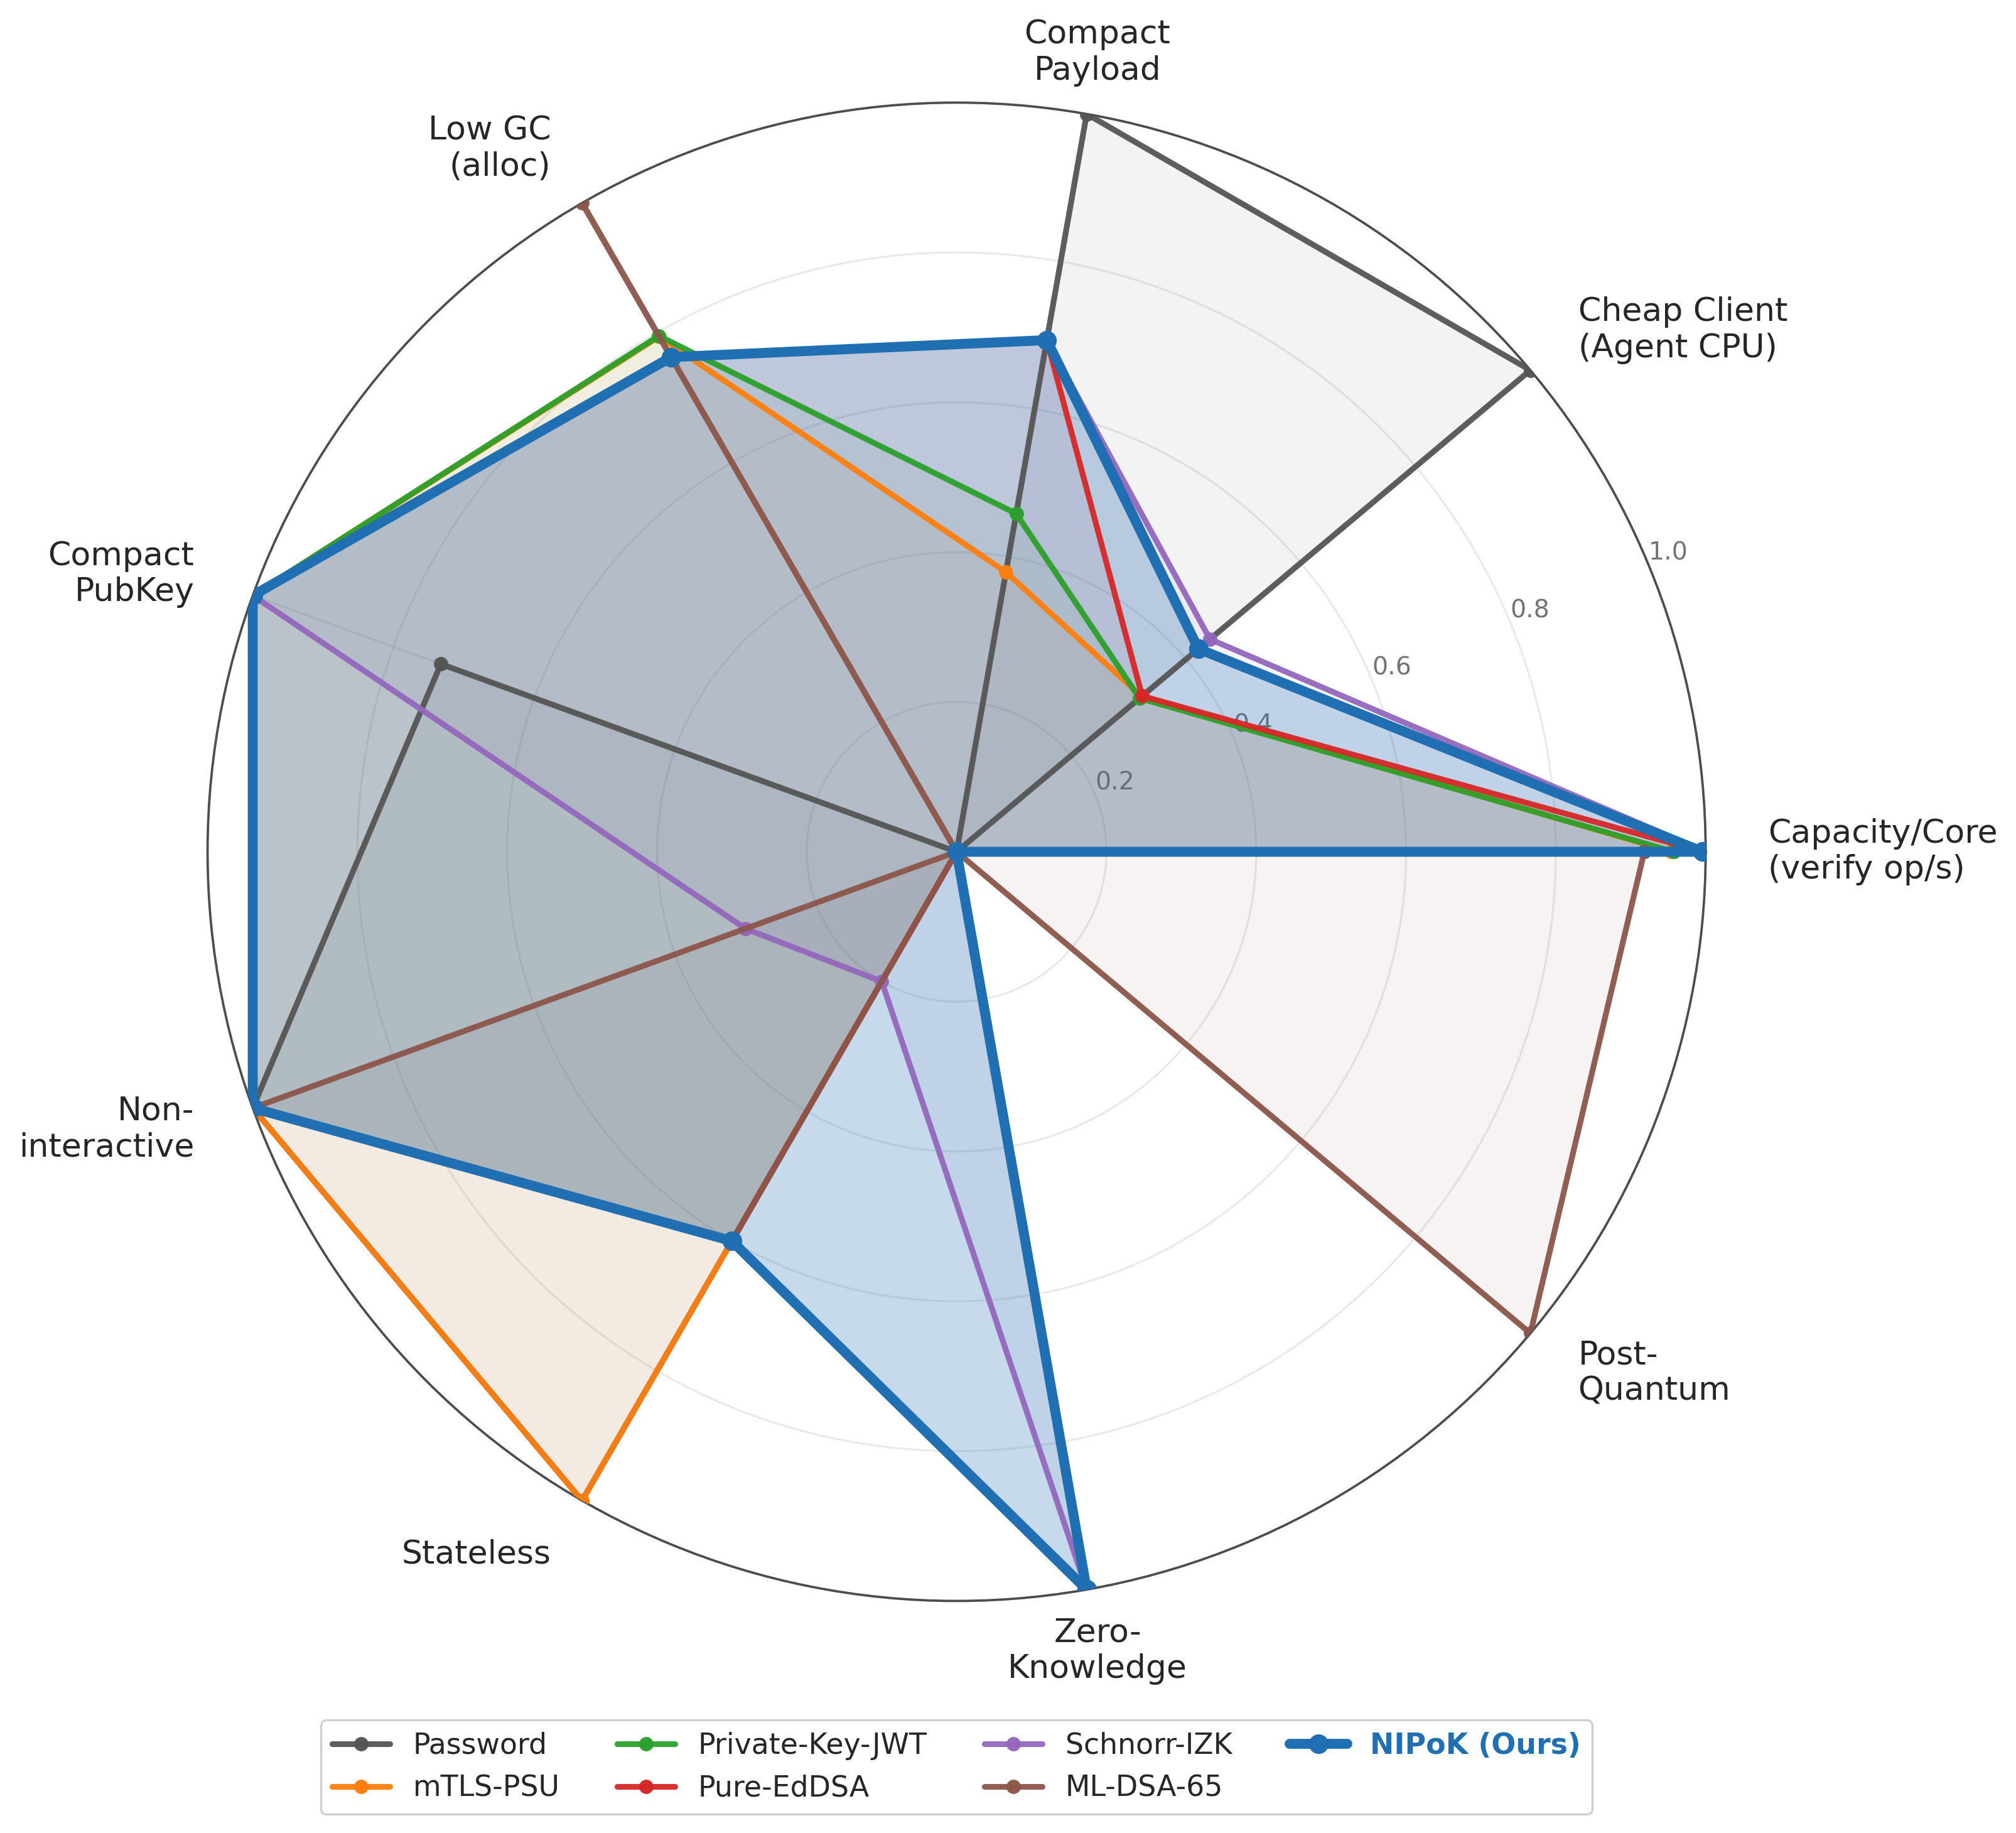 Compact
Payload
Low GC
(alloc)
Cheap Client
(Agent CPU)
Compact
PubKey
1.0
0.8
0.6
0.4
0.2
Capacity/Core
(verify op/s)
Non-
interactive
Post-
Quantum
Stateless
Zero-
Knowledge
Password
Private-Key-JWT
Schnorr-IZK
NIPoK (Ours)
mTLS-PSU
Pure-EdDSA
ML-DSA-65